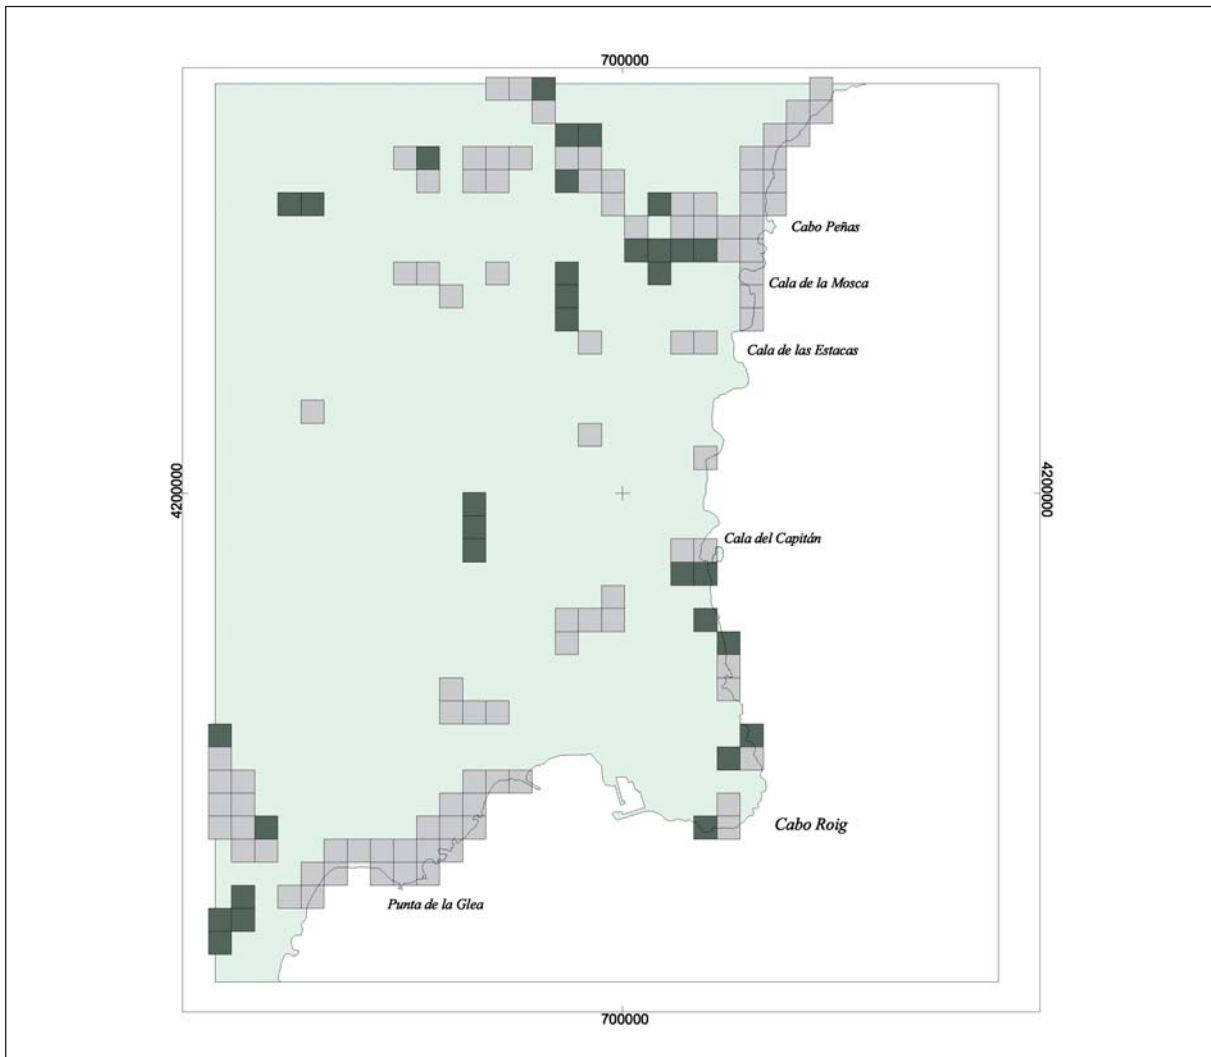 700000
Cabo Peñas
Cala de la Mosca
Cala de las Estacas
4200000
4200000
Cala del Capitán
Cabo Roig
Punta de la Glea
700000